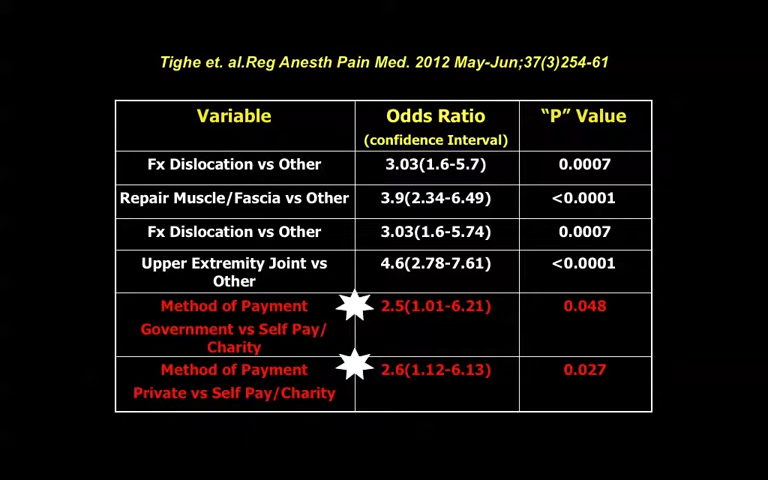 Tighe et. al.Reg Anesth Pain Med. 2012 May-Jun;37(3)254-61
Variable
Odds Ratio
(confidence Interval)
“P” Value
Fx Dislocation vs Other
3.03(1.6-5.7)
0.0007
Repair Muscle/Fascia vs Other
3.9(2.34-6.49)
<0.0001
Fx Dislocation vs Other
3.03(1.6-5.74)
0.0007
Upper Extremity Joint vs
Other
4.6(2.78-7.61)
<0.0001
Method of Payment
Government vs Self Pay/
Charity
2.5(1.01-6.21)
0.048
Method of Payment
Private vs Self Pay/Charity
2.6(1.12-6.13)
0.027